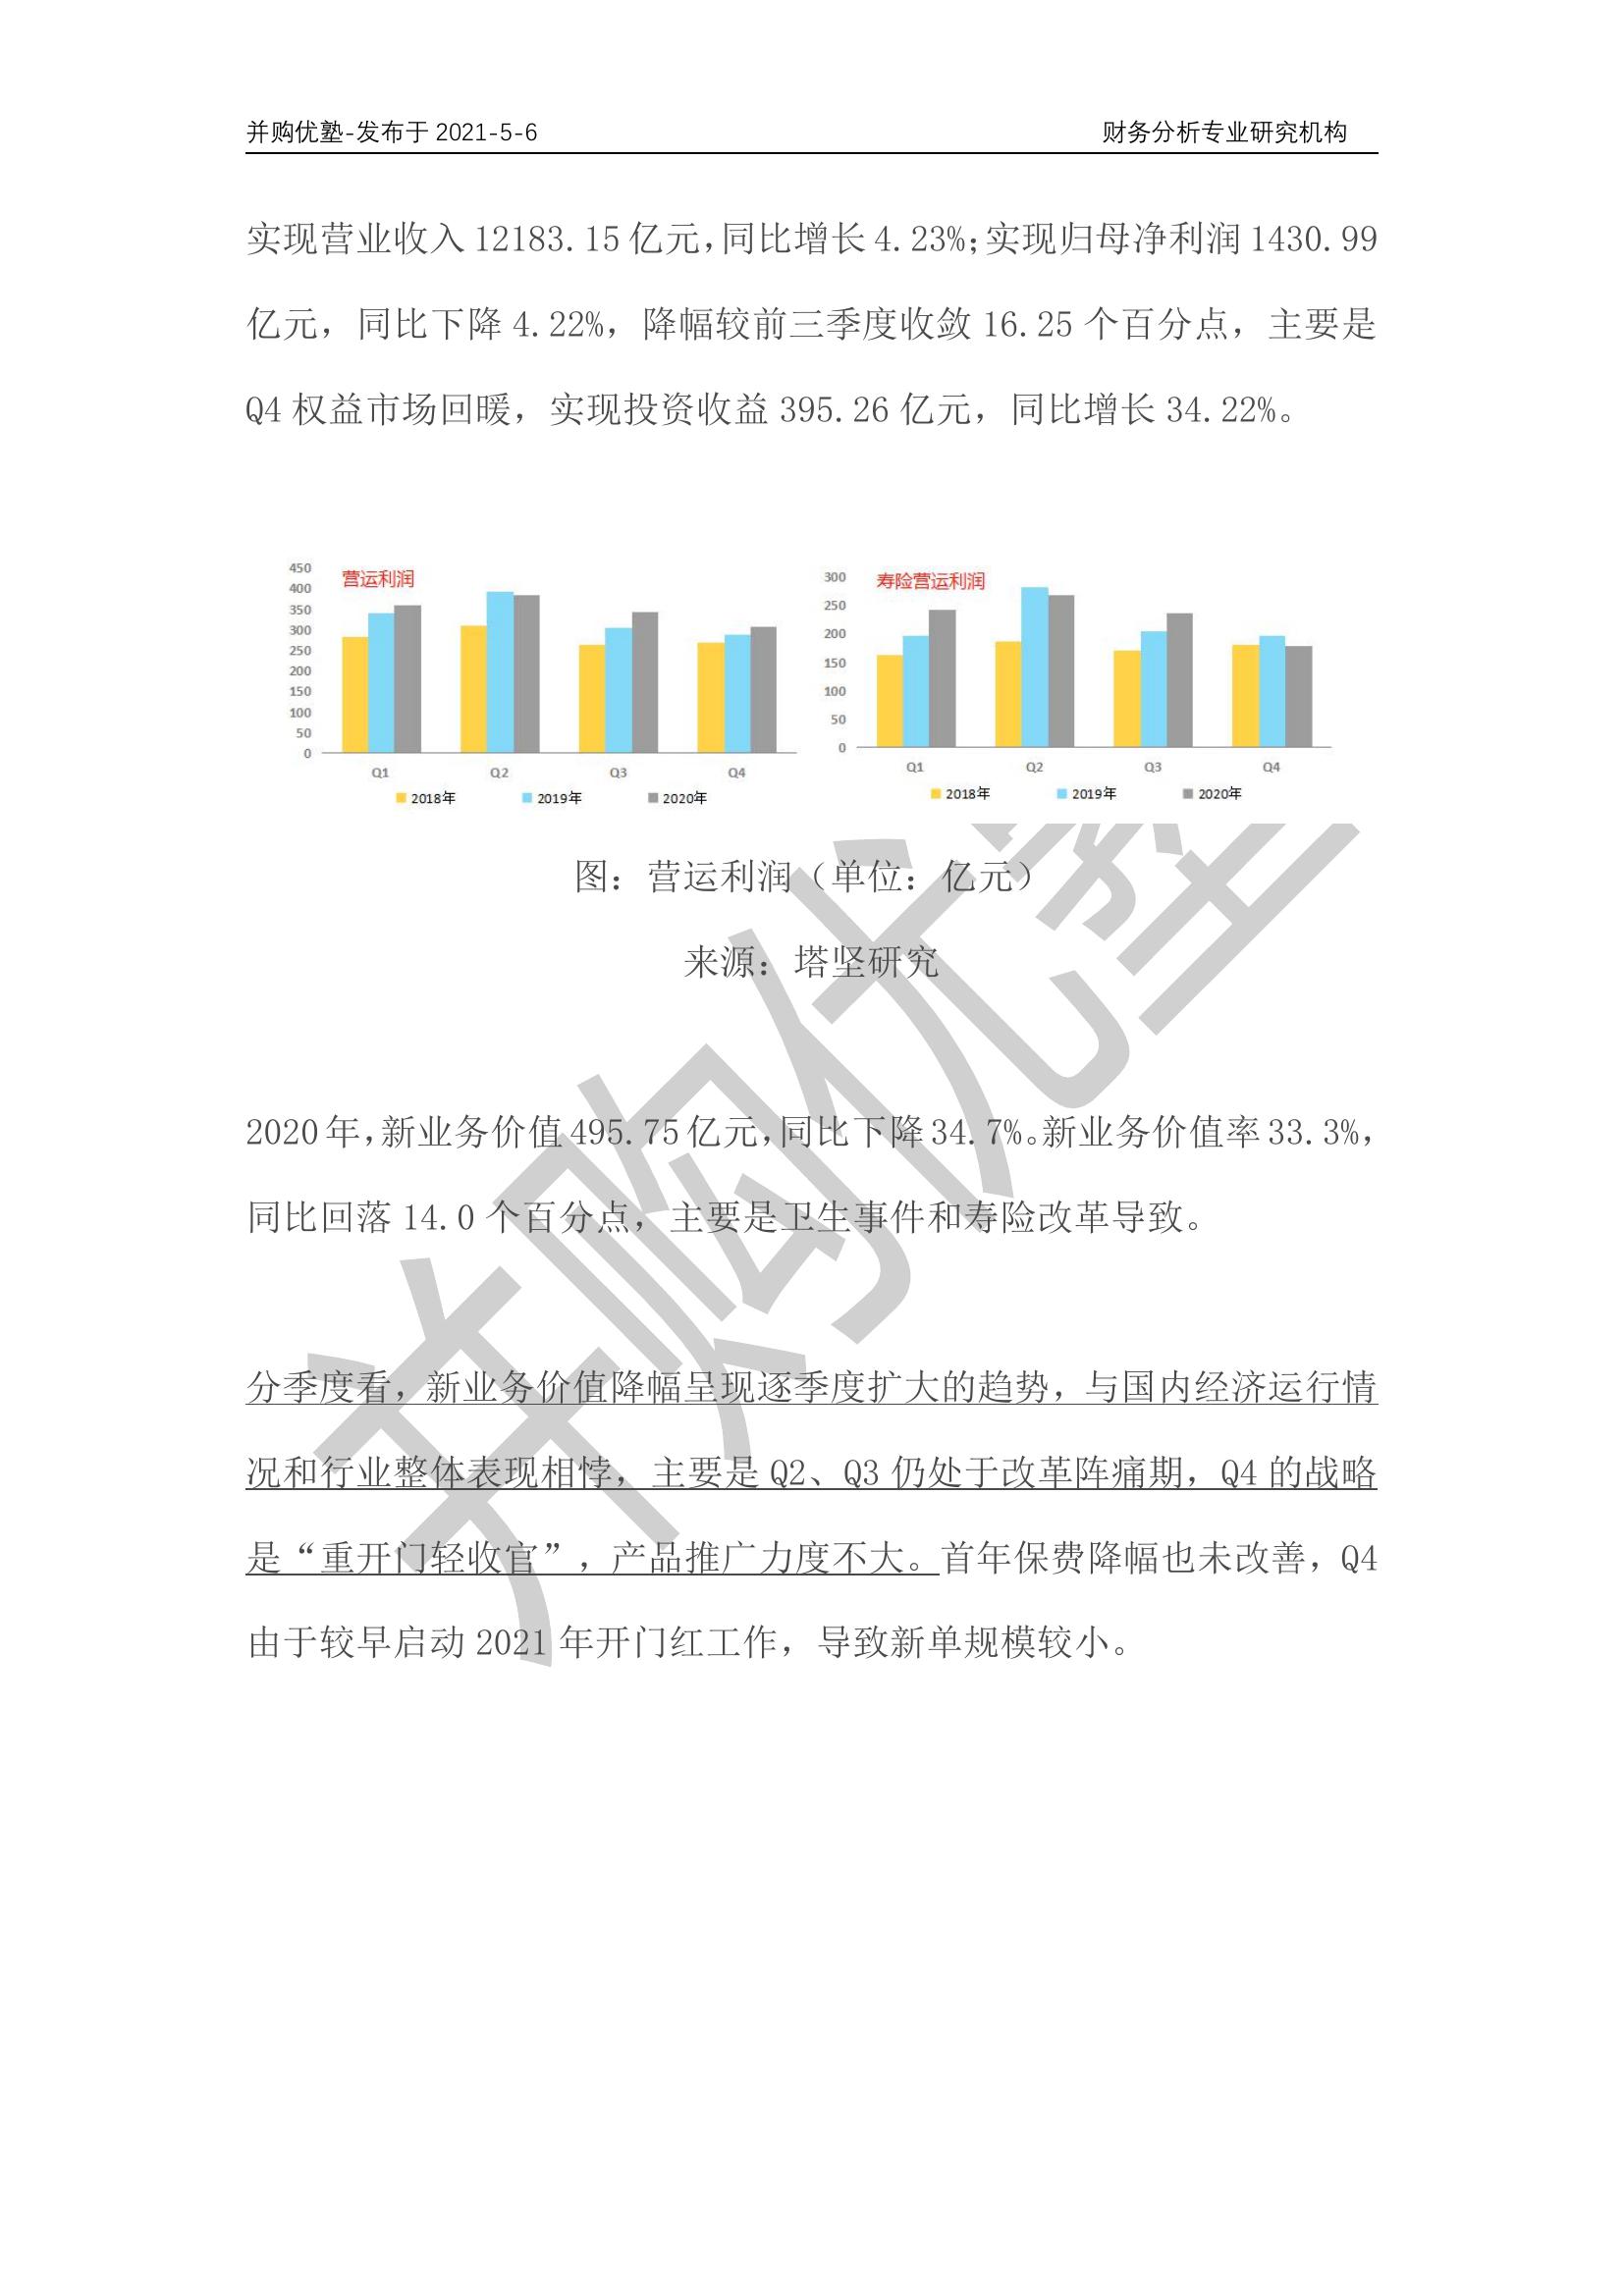 并购优塾-发布于 2021-5-6 财务分析专业研究机构
实现营业收入 12183.15 亿元，同比增长 4.23%；实现归母净利润 1430.99
亿元，同比下降 4.22%，降幅较前三季度收敛 16.25 个百分点，主要是
Q4 权益市场回暖，实现投资收益 395.26 亿元，同比增长 34.22%。
营运利润
450
400
350
300
250
200
150
100
50
0
Q1 Q2 Q3 Q4
2018年 2019年 2020年
寿险营运利润
300
250
200
150
100
50
0
Q1 Q2 Q3 Q4
2018年 2019年 2020年
图：营运利润（单位：亿元）
来源：塔坚研究
2020 年，新业务价值 495.75 亿元，同比下降 34.7%。新业务价值率 33.3%，
同比回落 14.0 个百分点，主要是卫生事件和寿险改革导致。
分季度看，新业务价值降幅呈现逐季度扩大的趋势，与国内经济运行情
况和行业整体表现相悖，主要是 Q2、Q3 仍处于改革阵痛期，Q4 的战略
是“重开门轻收官”，产品推广力度不大。首年保费降幅也未改善，Q4
由于较早启动 2021 年开门红工作，导致新单规模较小。
并购优塾